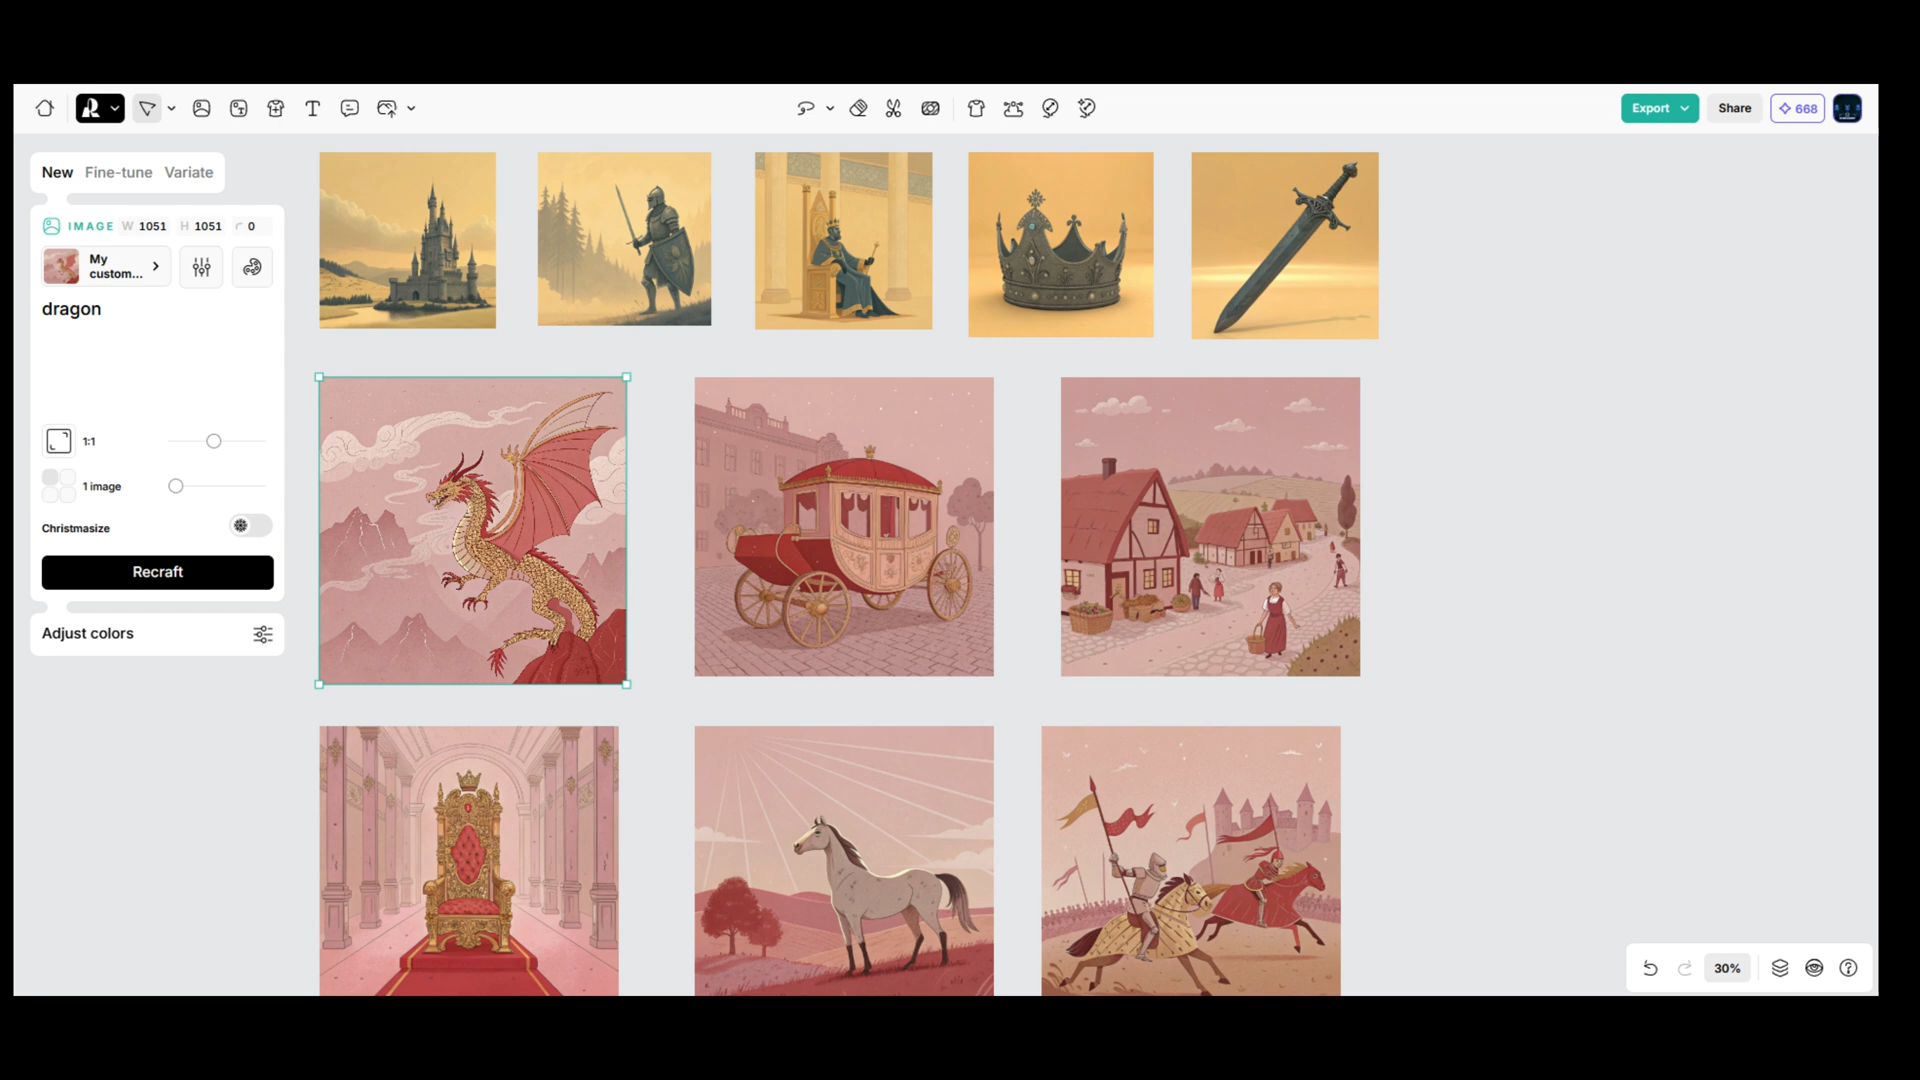 Export
Share
668
New Fine-tune Variate
IMAGE W 1051 H 1051 0
My
custom...
dragon
1:1
1 image
Christmasize
Recraft
Adjust colors
30%